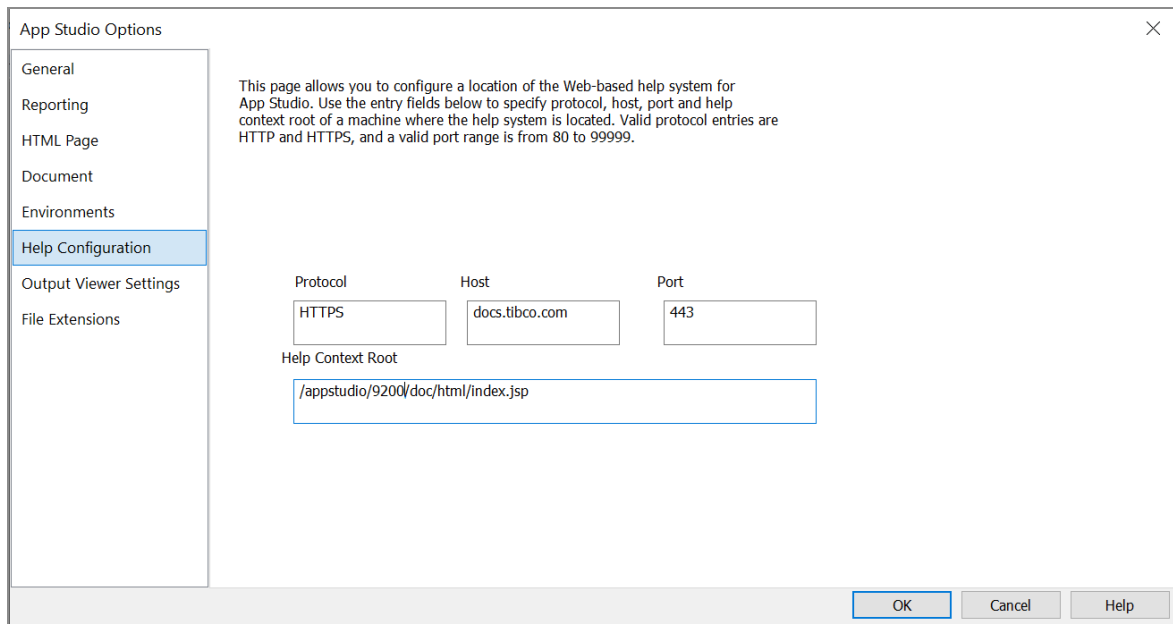 App Studio Options
General
Reporting
HTML Page
Document
Environments
Help Configuration
Output Viewer Settings
File Extensions
This page allows you to configure a location of the Web-based help system for
App Studio. Use the entry fields below to specify protocol, host, port and help
context root of a machine where the help system is located. Valid protocol entries are
HTTP and HTTPS, and a valid port range is from 80 to 99999.
Protocol Host Port
HTTPS docs.tibco.com 443
Help Context Root
/appstudio/9200/doc/html/index.jsp
OK Cancel Help